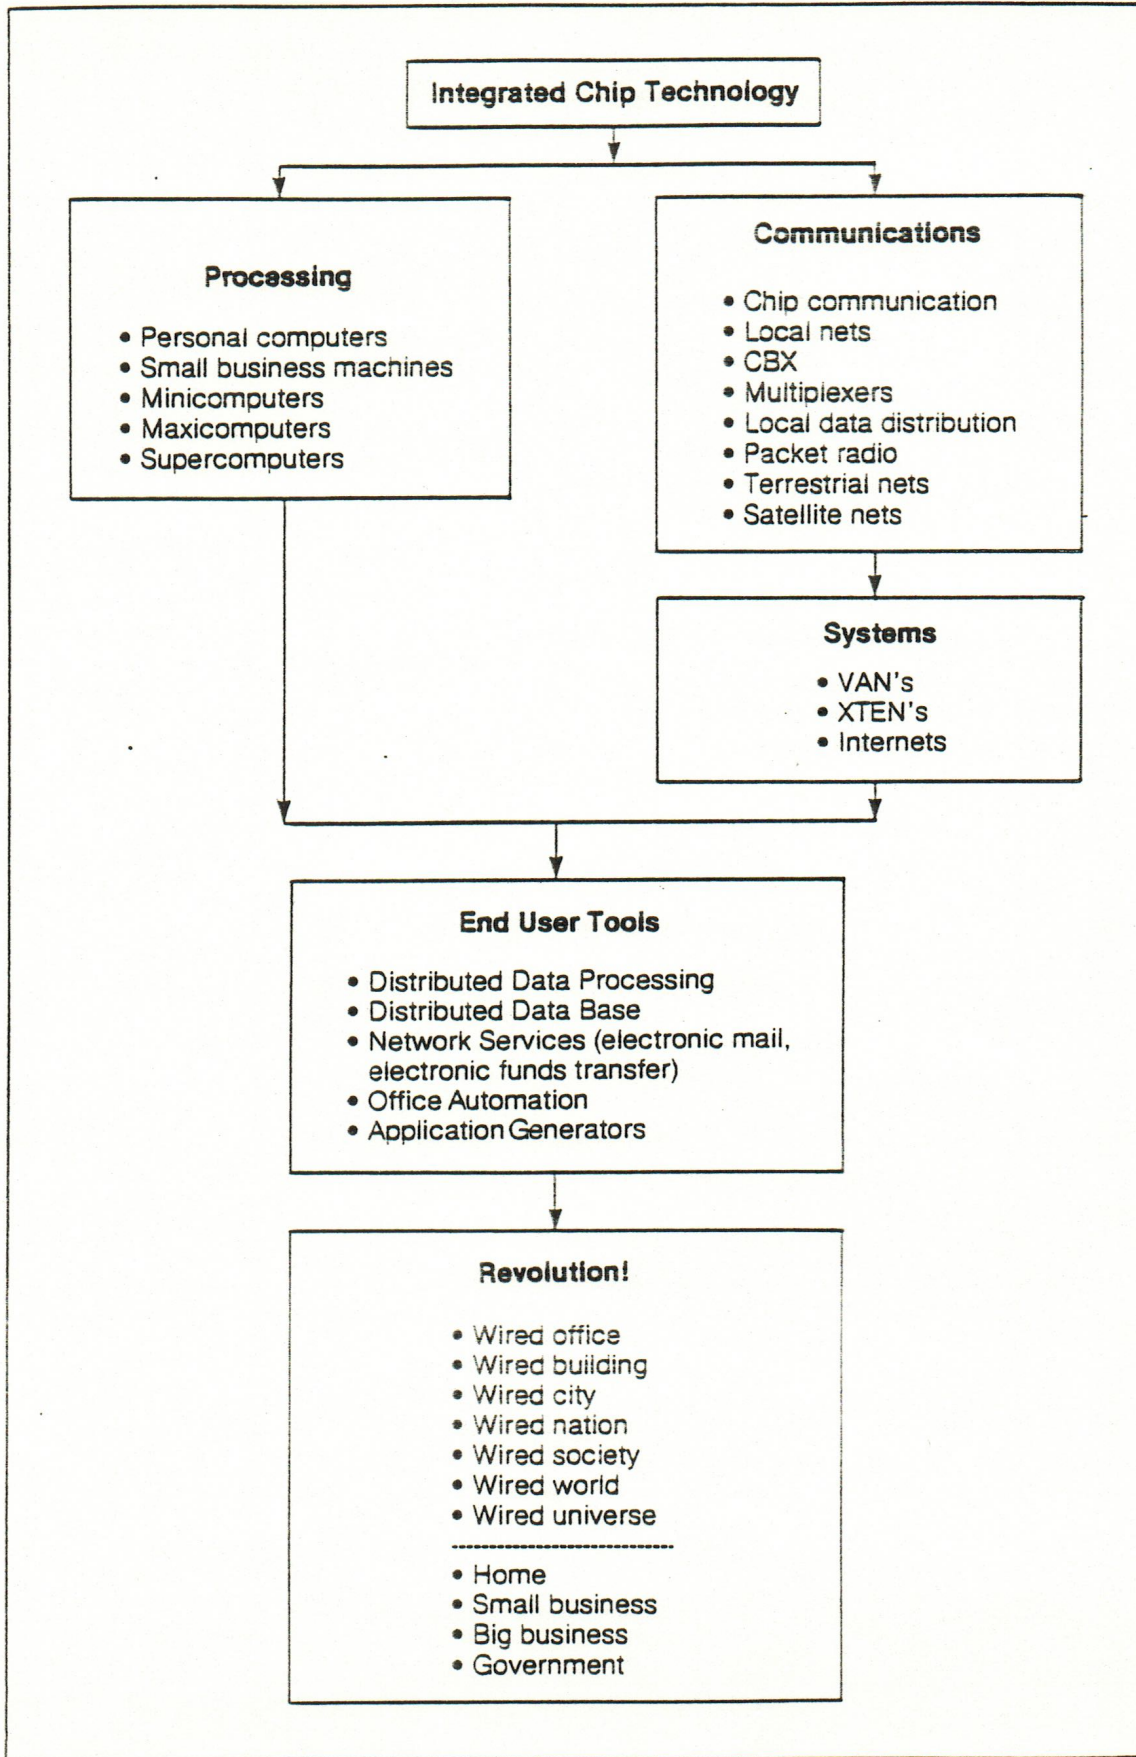 Integrated Chip Technology
Processing
• Personal computers
• Small business machines
• Minicomputers
• Maxicomputers
• Supercomputers
Communications
• Chip communication
• Local nets
• CBX
• Multiplexers
• Local data distribution
• Packet radio
• Terrestrial nets
• Satellite nets
Systems
• VAN's
• XTEN's
• Internets
End User Tools
• Distributed Data Processing
• Distributed Data Base
• Network Services (electronic mail,
electronic funds transfer)
• Office Automation
• Application Generators
Revolution!
• Wired office
• Wired building
• Wired city
• Wired nation
• Wired society
• Wired world
• Wired universe
• Home
• Small business
• Big business
• Government